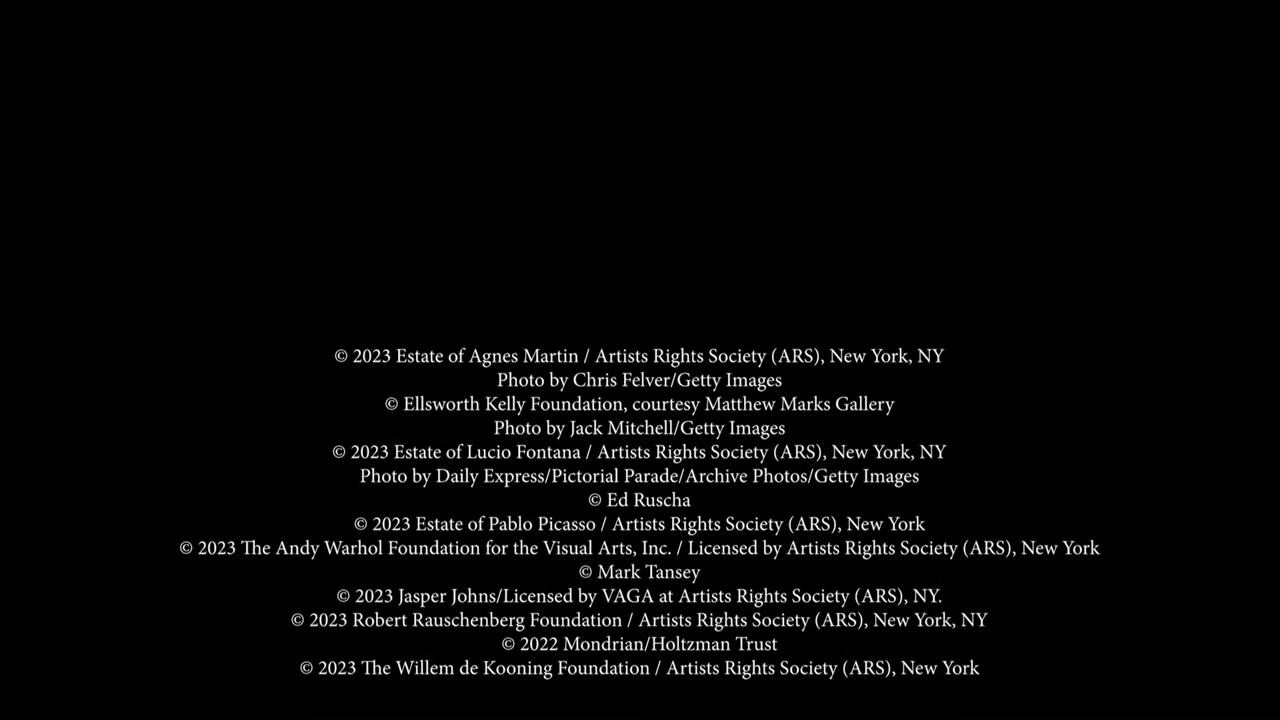 © 2023 Estate of Agnes Martin / Artists Rights Society (ARS), New York, NY
Photo by Chris Felver/Getty Images
© Ellsworth Kelly Foundation, courtesy Matthew Marks Gallery
Photo by Jack Mitchell/Getty Images
© 2023 Estate of Lucio Fontana / Artists Rights Society (ARS), New York, NY
Photo by Daily Express/Pictorial Parade/Archive Photos/Getty Images
© Ed Ruscha
© 2023 Estate of Pablo Picasso / Artists Rights Society (ARS), New York
© 2023 The Andy Warhol Foundation for the Visual Arts, Inc. / Licensed by Artists Rights Society (ARS), New York
© Mark Tansey
© 2023 Jasper Johns/Licensed by VAGA at Artists Rights Society (ARS), NY.
© 2023 Robert Rauschenberg Foundation / Artists Rights Society (ARS), New York, NY
© 2022 Mondrian/Holtzman Trust
© 2023 The Willem de Kooning Foundation / Artists Rights Society (ARS), New York